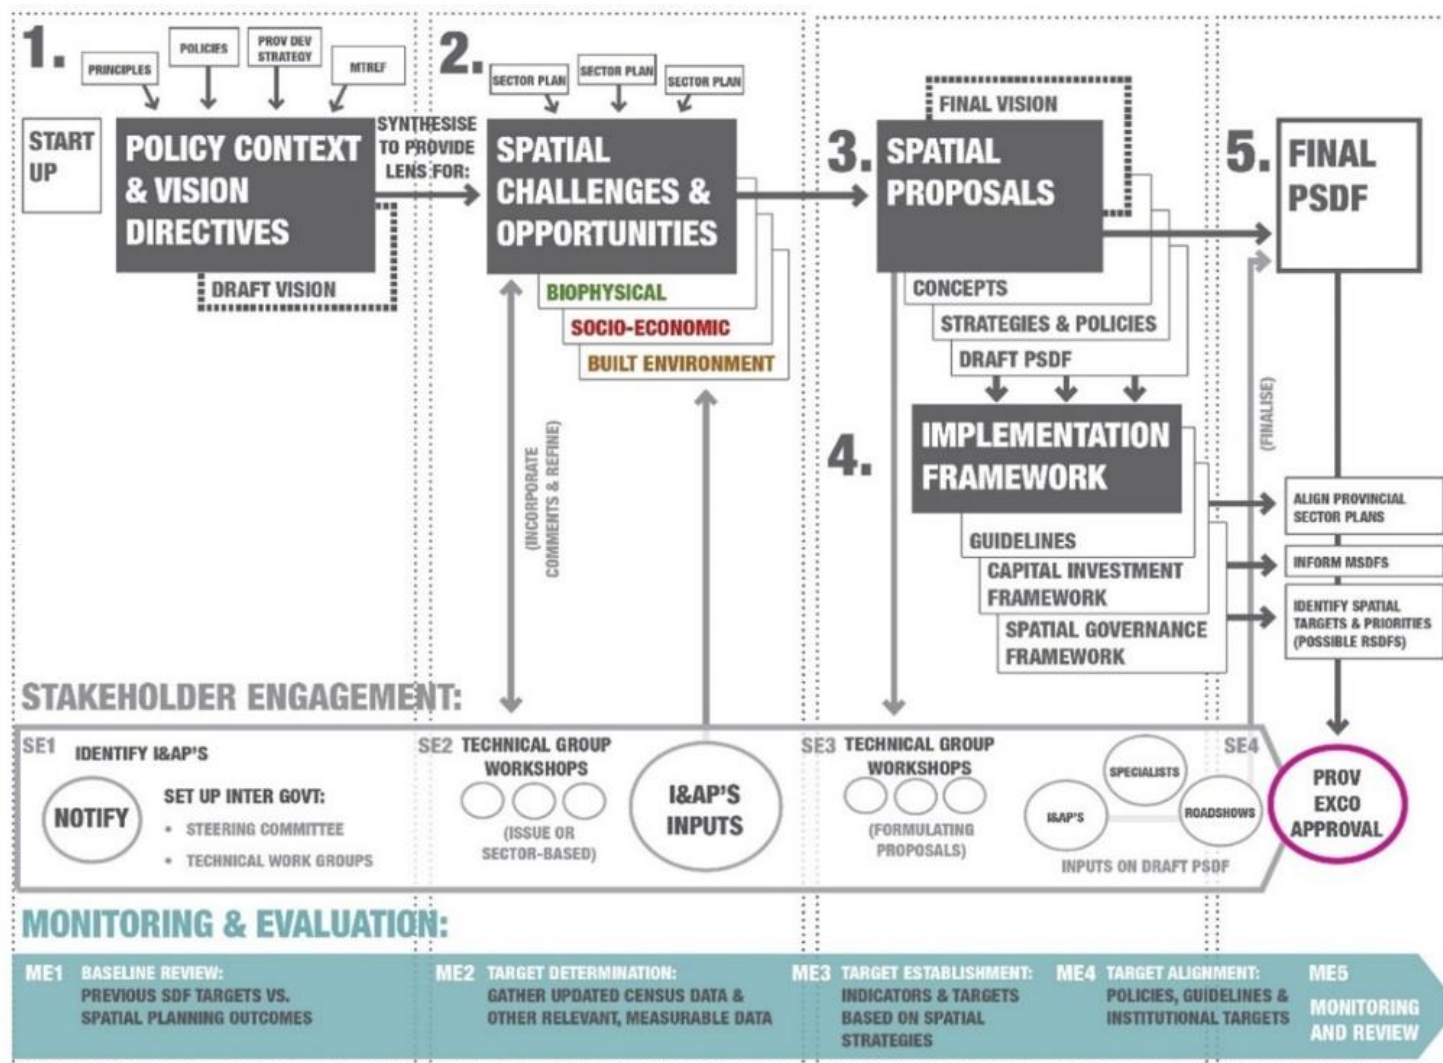 1.
PRINCIPLES
POLICIES
PROV DEV
STRATEGY
MTREF
START
UP
POLICY CONTEXT
& VISION
DIRECTIVES
DRAFT VISION
SYNTHESISE
TO PROVIDE
LENS FOR:
2.
SECTOR PLAN
SECTOR PLAN
SECTOR PLAN
SPATIAL
CHALLENGES &
OPPORTUNITIES
BIOPHYSICAL
SOCIO-ECONOMIC
BUILT ENVIRONMENT
(INCORPORATE
COMMENTS & REFINE)
3.
FINAL VISION
SPATIAL
PROPOSALS
CONCEPTS
STRATEGIES & POLICIES
DRAFT PSDF
4.
IMPLEMENTATION
FRAMEWORK
GUIDELINES
CAPITAL INVESTMENT
FRAMEWORK
SPATIAL GOVERNANCE
FRAMEWORK
5.
FINAL
PSDF
(FINALISE)
ALIGN PROVINCIAL
SECTOR PLANS
INFORM MSDFS
IDENTIFY SPATIAL
TARGETS & PRIORITIES
(POSSIBLE RSDFS)
STAKEHOLDER ENGAGEMENT:
SE1
IDENTIFY I&AP'S
NOTIFY
SET UP INTER GOVT:
• STEERING COMMITTEE
• TECHNICAL WORK GROUPS
SE2 TECHNICAL GROUP
WORKSHOPS
(ISSUE OR
SECTOR-BASED)
I&AP'S
INPUTS
SE3 TECHNICAL GROUP
WORKSHOPS
(FORMULATING
PROPOSALS)
I&AP'S
SPECIALISTS
ROADSHOWS
INPUTS ON DRAFT PSDF
SE4
PROV
EXCO
APPROVAL
MONITORING & EVALUATION:
ME1 BASELINE REVIEW:
PREVIOUS SDF TARGETS VS.
SPATIAL PLANNING OUTCOMES
ME2 TARGET DETERMINATION:
GATHER UPDATED CENSUS DATA &
OTHER RELEVANT, MEASURABLE DATA
ME3 TARGET ESTABLISHMENT:
INDICATORS & TARGETS
BASED ON SPATIAL
STRATEGIES
ME4 TARGET ALIGNMENT:
POLICIES, GUIDELINES &
INSTITUTIONAL TARGETS
ME5
MONITORING
AND REVIEW